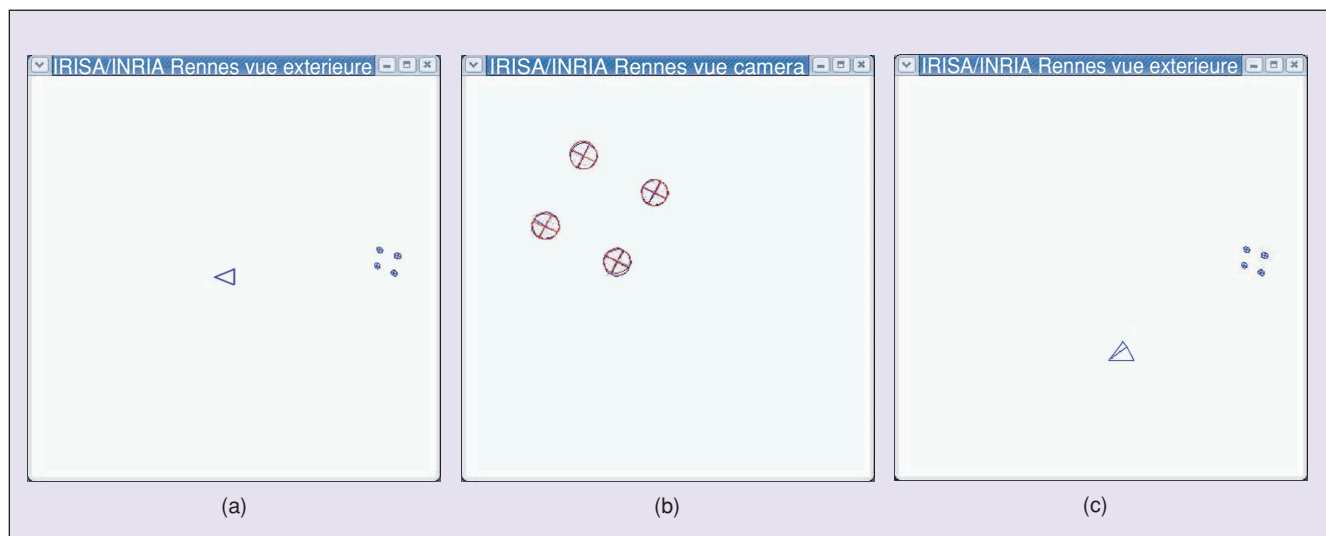 IRISA/INRIA Rennes vue exterieure
IRISA/INRIA Rennes vue camera
IRISA/INRIA Rennes vue exterieure
(a)
(b)
(c)